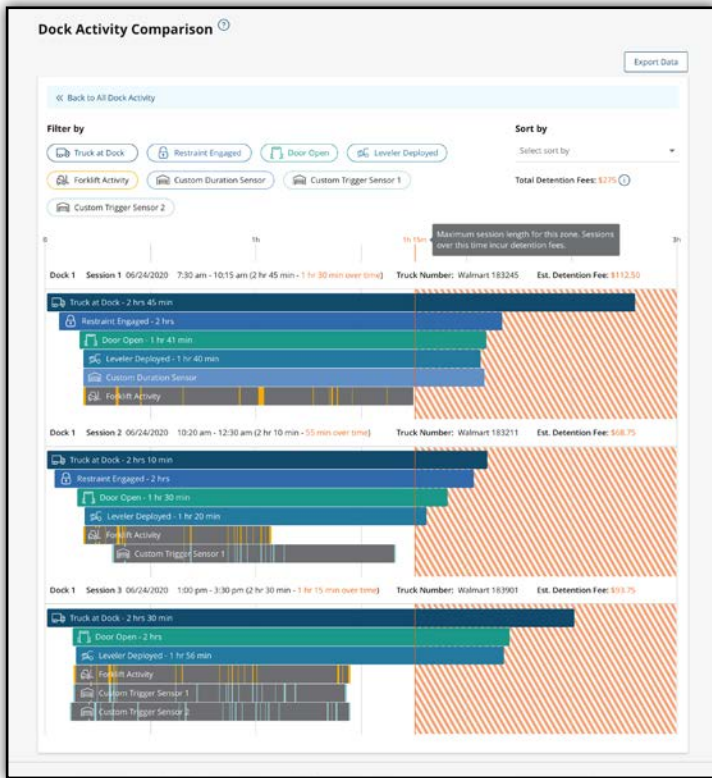 Dock Activity Comparison ?
Export Data
« Back to All Dock Activity
Filter by
Sort by
Truck at Dock
Restraint Engaged
Door Open
Leveler Deployed
Select sort by
Forklift Activity
Custom Duration Sensor
Custom Trigger Sensor 1
Total Detention Fees: $275 i
Custom Trigger Sensor 2
Maximum session length for this zone. Sessions
over this time incur detention fees.
0
1h
1h 15m
3h
Dock 1 Session 1 06/24/2020 7:30 am - 10:15 am (2 hr 45 min - 1 hr 30 min over time) Truck Number: Walmart 183245 Est. Detention Fee: $112.50
Truck at Dock - 2 hrs 45 min
Restraint Engaged - 2 hrs
Door Open - 1 hr 41 min
Leveler Deployed - 1 hr 40 min
Custom Duration Sensor
Forklift Activity
Dock 1 Session 2 06/24/2020 10:20 am - 12:30 am (2 hr 10 min - 55 min over time) Truck Number: Walmart 183211 Est. Detention Fee: $68.75
Truck at Dock - 2 hrs 10 min
Restraint Engaged - 2 hrs
Door Open - 1 hr 30 min
Leveler Deployed - 1 hr 20 min
Forklift Activity
Custom Trigger Sensor 1
Dock 1 Session 3 06/24/2020 1:00 pm - 3:30 pm (2 hr 30 min - 1 hr 15 min over time) Truck Number: Walmart 163901 Est. Detention Fee: $93.75
Truck at Dock - 2 hrs 30 min
Door Open - 2 hrs
Leveler Deployed - 1 hr 56 min
Forklift Activity
Custom Trigger Sensor 1
Custom Trigger Sensor 2